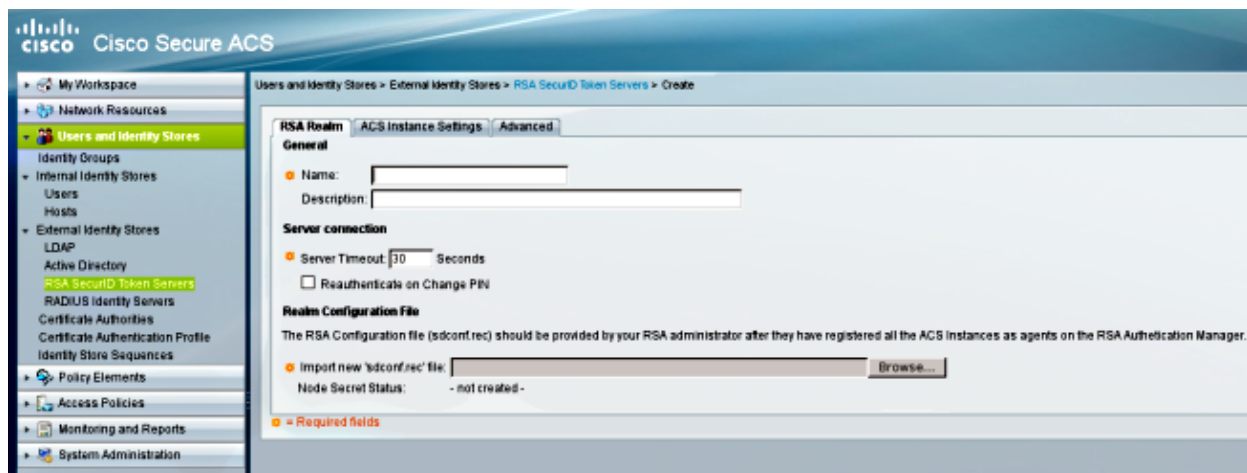 CISCO Cisco Secure ACS
My Workspace
Network Resources
Users and Identity Stores
Identity Groups
Internal Identity Stores
Users
Hosts
External Identity Stores
LDAP
Active Directory
RSA SecurID Token Servers
RADIUS Identity Servers
Certificate Authorities
Certificate Authentication Profile
Identity Store Sequences
Policy Elements
Access Policies
Monitoring and Reports
System Administration
Users and Identity Stores > External Identity Stores > RSA SecurID Token Servers > Create
RSA Realm ACS Instance Settings Advanced
General
Name:
Description:
Server connection
Server Timeout: 30 Seconds
Reauthenticate on Change PIN
Realm Configuration File
The RSA Configuration file (sdconf.rec) should be provided by your RSA administrator after they have registered all the ACS Instances as agents on the RSA Authetication Manager.
Import new 'sdconf.rec' file: Browse...
Node Secret Status: - not created -
= Required fields